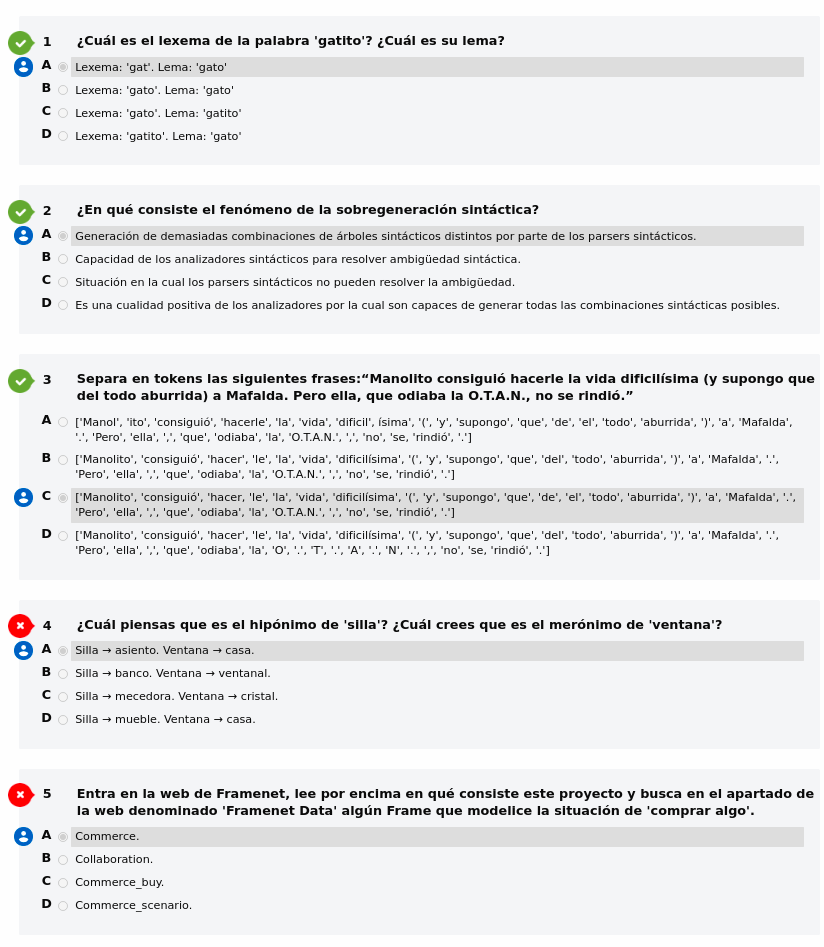 1 ¿Cuál es el lexema de la palabra 'gatito'? ¿Cuál es su lema?
A Lexema: 'gat'. Lema: 'gato'
B Lexema: 'gato'. Lema: 'gato'
C Lexema: 'gato'. Lema: 'gatito'
D Lexema: 'gatito'. Lema: 'gato'
2 ¿En qué consiste el fenómeno de la sobregeneración sintáctica?
A Generación de demasiadas combinaciones de árboles sintácticos distintos por parte de los parsers sintácticos.
B Capacidad de los analizadores sintácticos para resolver ambigüedad sintáctica.
C Situación en la cual los parsers sintácticos no pueden resolver la ambigüedad.
D Es una cualidad positiva de los analizadores por la cual son capaces de generar todas las combinaciones sintácticas posibles.
3 Separa en tokens las siguientes frases:“Manolito consiguió hacerle la vida dificilísima (y supongo que
del todo aburrida) a Mafalda. Pero ella, que odiaba la O.T.A.N., no se rindió.”
A ['Manol', 'ito', 'consiguió', 'hacerle', 'la', 'vida', 'dificil', ísima', '(', 'y', 'supongo', 'que', 'de', 'el', 'todo', 'aburrida', ')', 'a', 'Mafalda',
'.', 'Pero', 'ella', ',', 'que', 'odiaba', 'la', 'O.T.A.N.', ',', 'no', 'se, 'rindió', '.']
B ['Manolito', 'consiguió', 'hacer', 'le', 'la', 'vida', 'dificilísima', '(', 'y', 'supongo', 'que', 'del', 'todo', 'aburrida', ')', 'a', 'Mafalda', '.',
'Pero', 'ella', ',', 'que', 'odiaba', 'la', 'O.T.A.N.', ',', 'no', 'se, 'rindió', '.']
C ['Manolito', 'consiguió', 'hacer, 'le', 'la', 'vida', 'dificilísima', '(', 'y', 'supongo', 'que', 'de', 'el', 'todo', 'aburrida, ')', 'a', 'Mafalda', '.',
'Pero', 'ella', ',', 'que', 'odiaba', 'la', 'O.T.A.N.', ',', 'no', 'se, 'rindió', '.']
D ['Manolito', 'consiguió', 'hacer', 'le', 'la', 'vida', 'dificilísima', '(', 'y', 'supongo', 'que', 'del', 'todo', 'aburrida', ')', 'a', 'Mafalda', '.',
'Pero', 'ella', ',', 'que', 'odiaba', 'la', 'O', '.', 'T', '.', 'A', '.', 'N', '.', ',', 'no', 'se, 'rindió', '.']
4 ¿Cuál piensas que es el hipónimo de 'silla'? ¿Cuál crees que es el merónimo de 'ventana'?
A Silla → asiento. Ventana → casa.
B Silla → banco. Ventana → ventanal.
C Silla → mecedora. Ventana → cristal.
D Silla → mueble. Ventana → casa.
5 Entra en la web de Framenet, lee por encima en qué consiste este proyecto y busca en el apartado de
la web denominado 'Framenet Data' algún Frame que modelice la situación de 'comprar algo'.
A Commerce.
B Collaboration.
C Commerce_buy.
D Commerce_scenario.